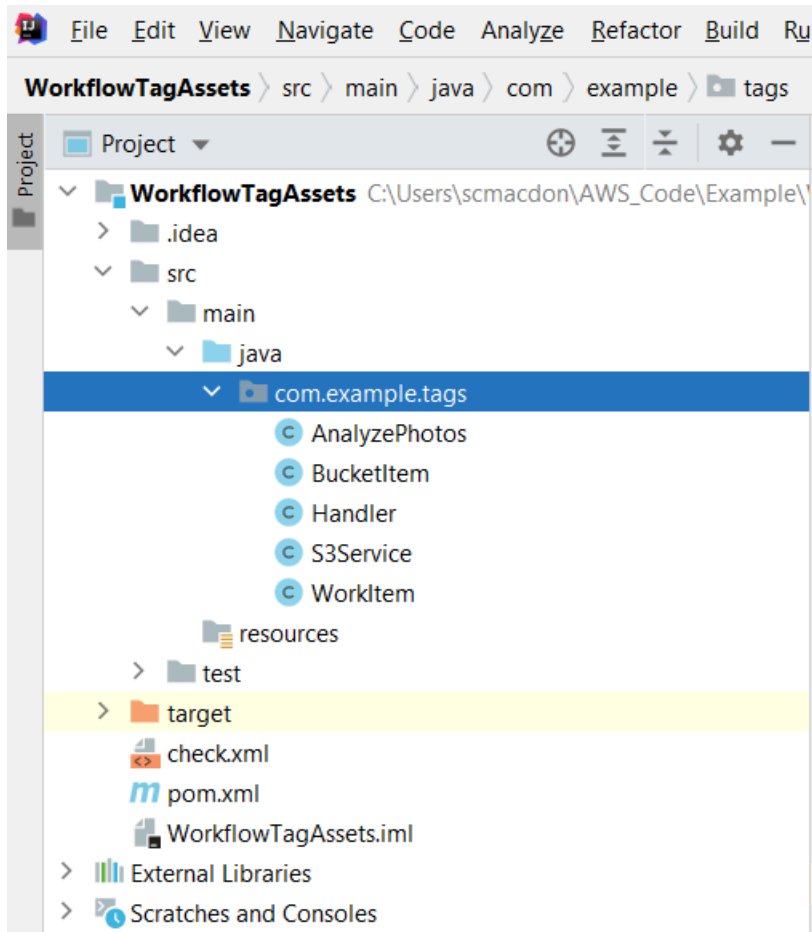 File Edit View Navigate Code Analyze Refactor Build Ru
WorkflowTagAssets src main java com example tags
Project
Project
WorkflowTagAssets C:\Users\scmacdon\AWS_Code\Example\
.idea
src
main
java
com.example.tags
AnalyzePhotos
BucketItem
Handler
S3Service
WorkItem
resources
test
target
check.xml
pom.xml
WorkflowTagAssets.iml
External Libraries
Scratches and Consoles